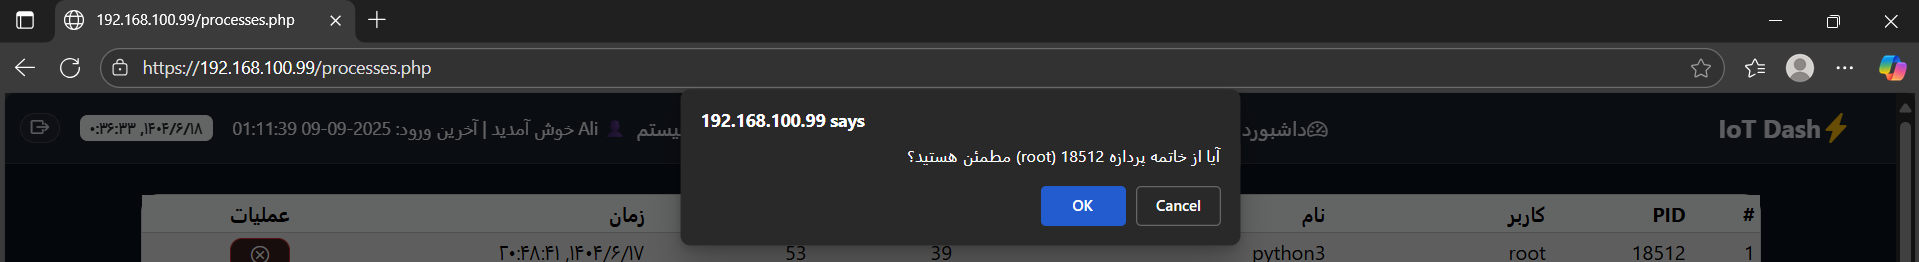 192.168.100.99/processes.php
https://192.168.100.99/processes.php
IoT Dash
داشبورد
یستم
Ali خوش آمدید | آخرین ورود: 2025-09-09 01:11:39
۱۴۰۴/۶/۱۸, ۰:۳۶:۳۳
192.168.100.99 says
آیا از خاتمه پردازه 18512 (root) مطمئن هستید؟
OK
Cancel
# PID کاربر نام زمان عملیات
1 18512 root python3 39 53 ۱۴۰۴/۶/۱۷, ۲۰:۴۸:۴۱